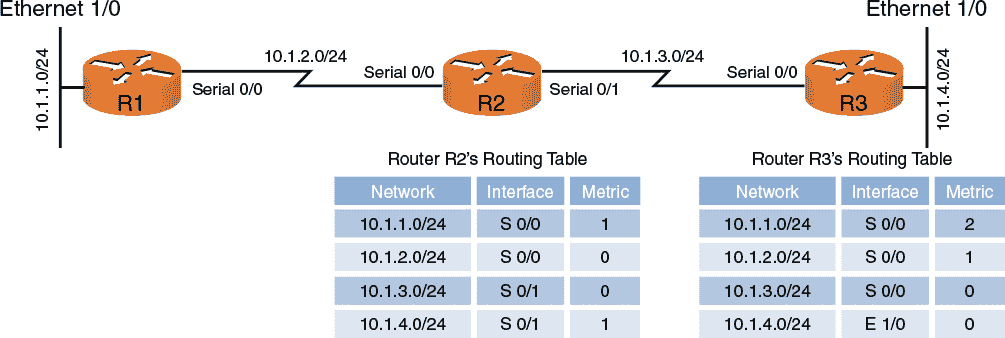 Ethernet 1/0
Ethernet 1/0
10.1.1.0/24
10.1.2.0/24
10.1.3.0/24
10.1.4.0/24
Serial 0/0
Serial 0/0
Serial 0/1
Serial 0/0
R1
R2
R3
Router R2's Routing Table
Network Interface Metric
10.1.1.0/24 S 0/0 1
10.1.2.0/24 S 0/0 0
10.1.3.0/24 S 0/1 0
10.1.4.0/24 S 0/1 1
Router R3's Routing Table
Network Interface Metric
10.1.1.0/24 S 0/0 2
10.1.2.0/24 S 0/0 1
10.1.3.0/24 S 0/0 0
10.1.4.0/24 E 1/0 0